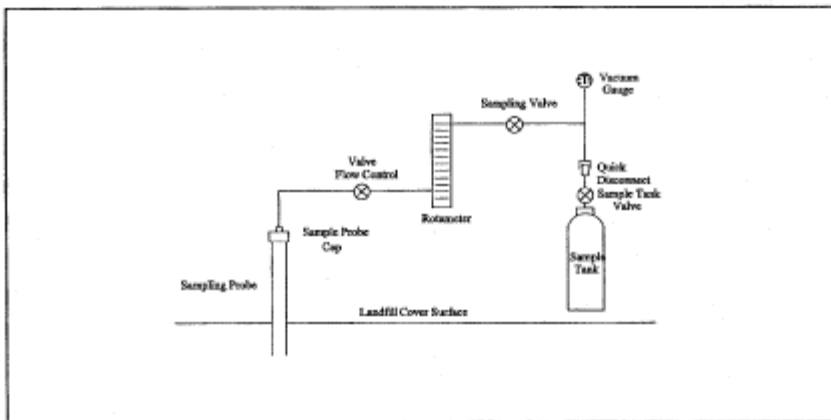 Vacuum
Gauge
Sampling Valve
Valve
Flow Control
Quick
Disconnect
Sample Tank
Valve
Rotameter
Sample Probe
Cap
Sample
Tank
Sampling Probe
Landfill Cover Surface